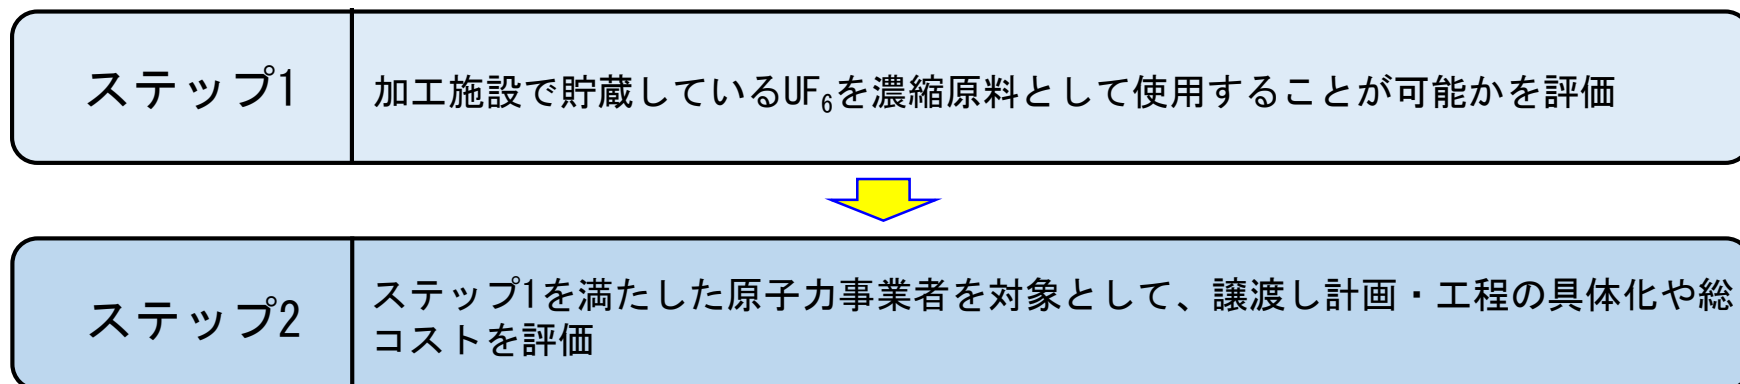 ステップ1
加工施設で貯蔵しているUF₆を濃縮原料として使用することが可能かを評価
ステップ2
ステップ1を満たした原子力事業者を対象として、譲渡し計画・工程の具体化や総
コストを評価